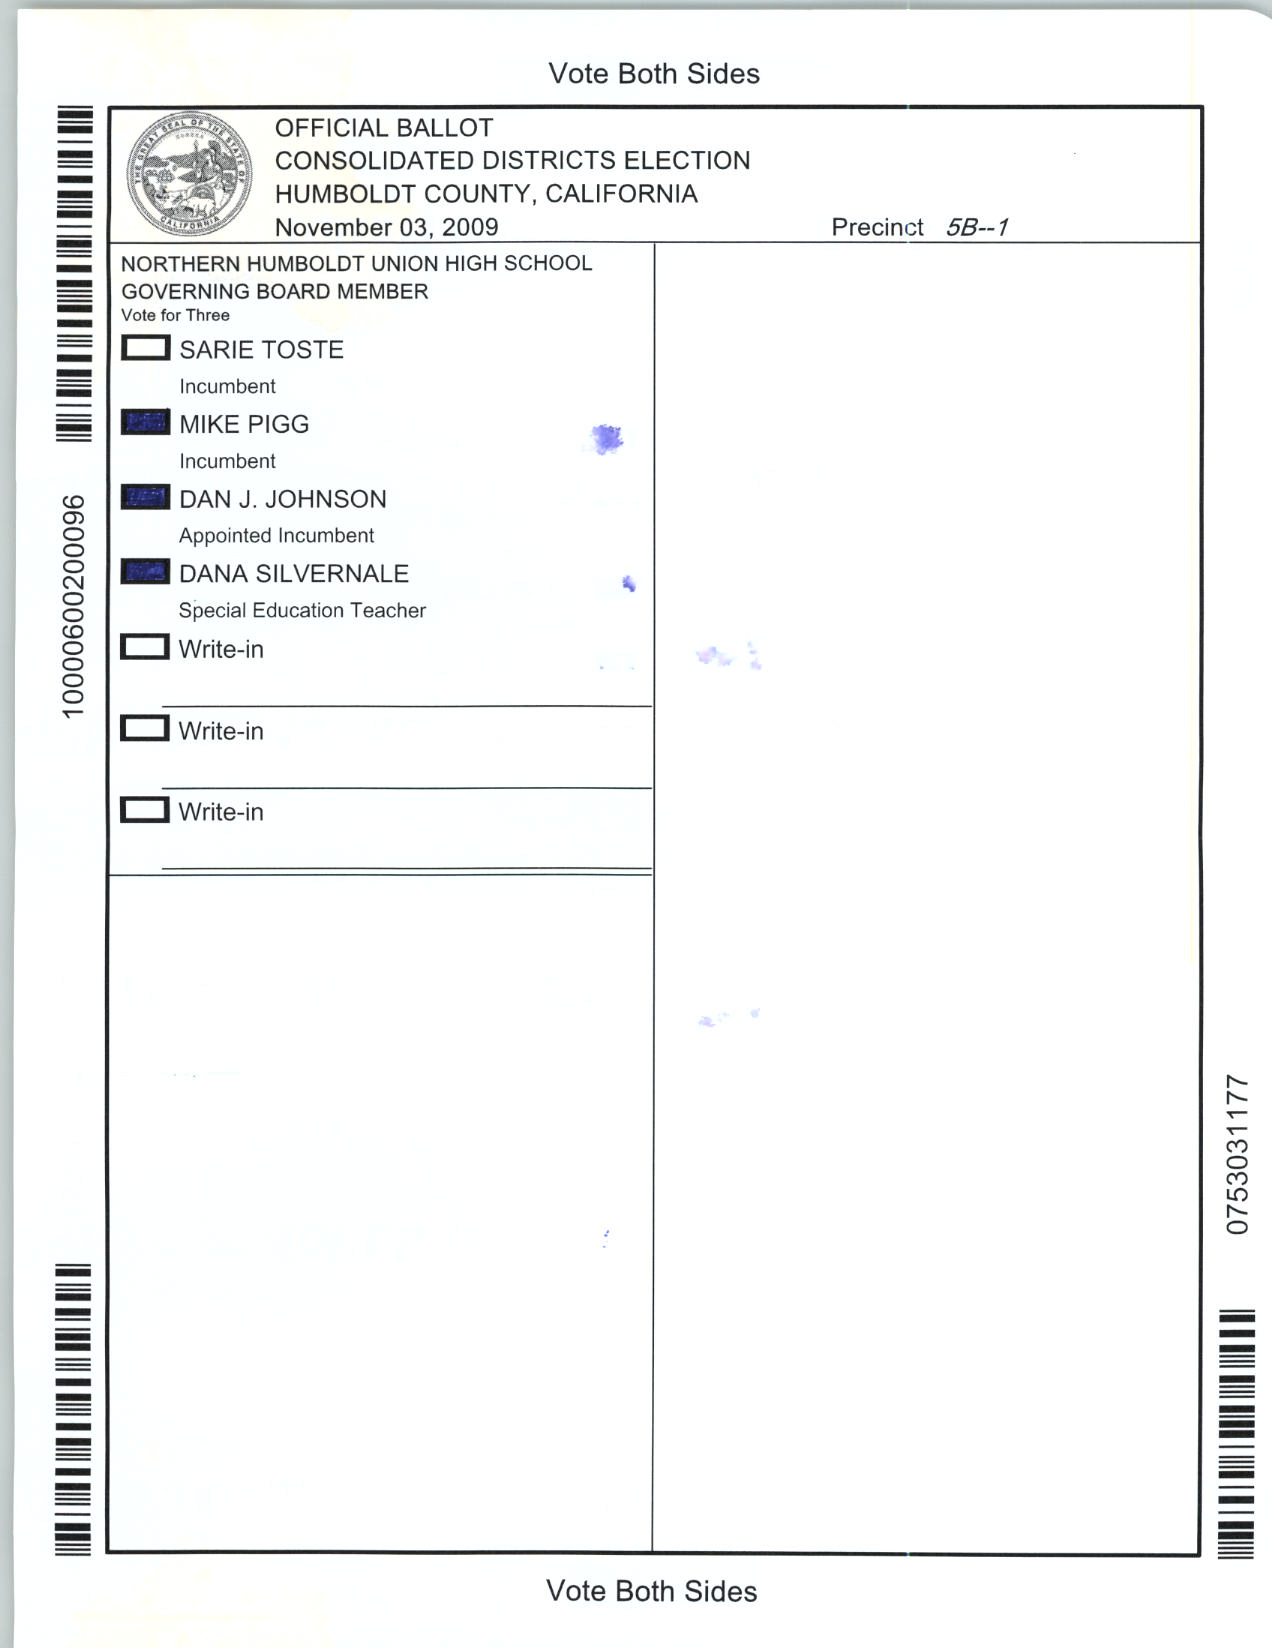 Vote Both Sides
THE GREAT SEAL OF THE STATE OF CALIFORNIA
EUREKA
OFFICIAL BALLOT
CONSOLIDATED DISTRICTS ELECTION
HUMBOLDT COUNTY, CALIFORNIA
November 03, 2009
Precinct 5B--1
NORTHERN HUMBOLDT UNION HIGH SCHOOL
GOVERNING BOARD MEMBER
Vote for Three
SARIE TOSTE
Incumbent
MIKE PIGG
Incumbent
DAN J. JOHNSON
Appointed Incumbent
DANA SILVERNALE
Special Education Teacher
Write-in
Write-in
Write-in
10000600200096
0753031177
Vote Both Sides